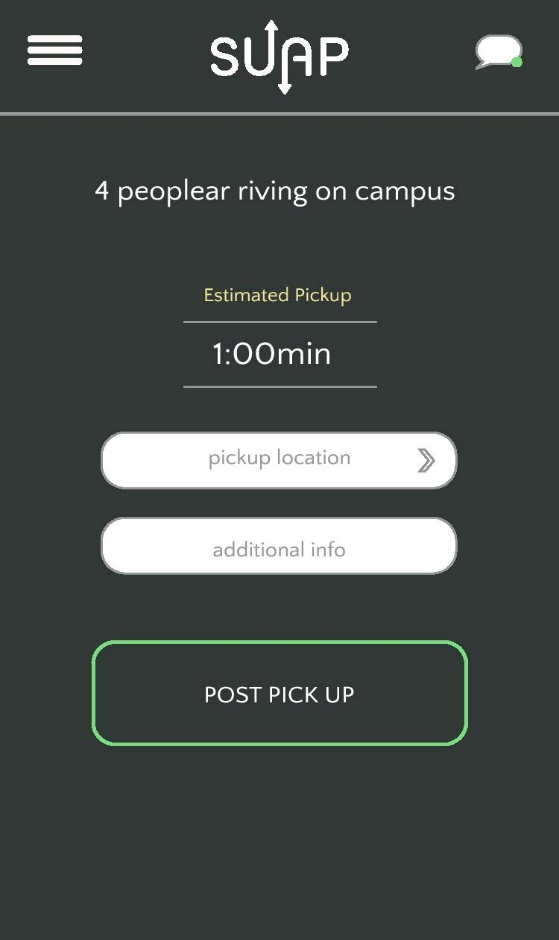 SUAP
4 peoplear riving on campus
Estimated Pickup
1:00min
pickup location
additional info
POST PICK UP